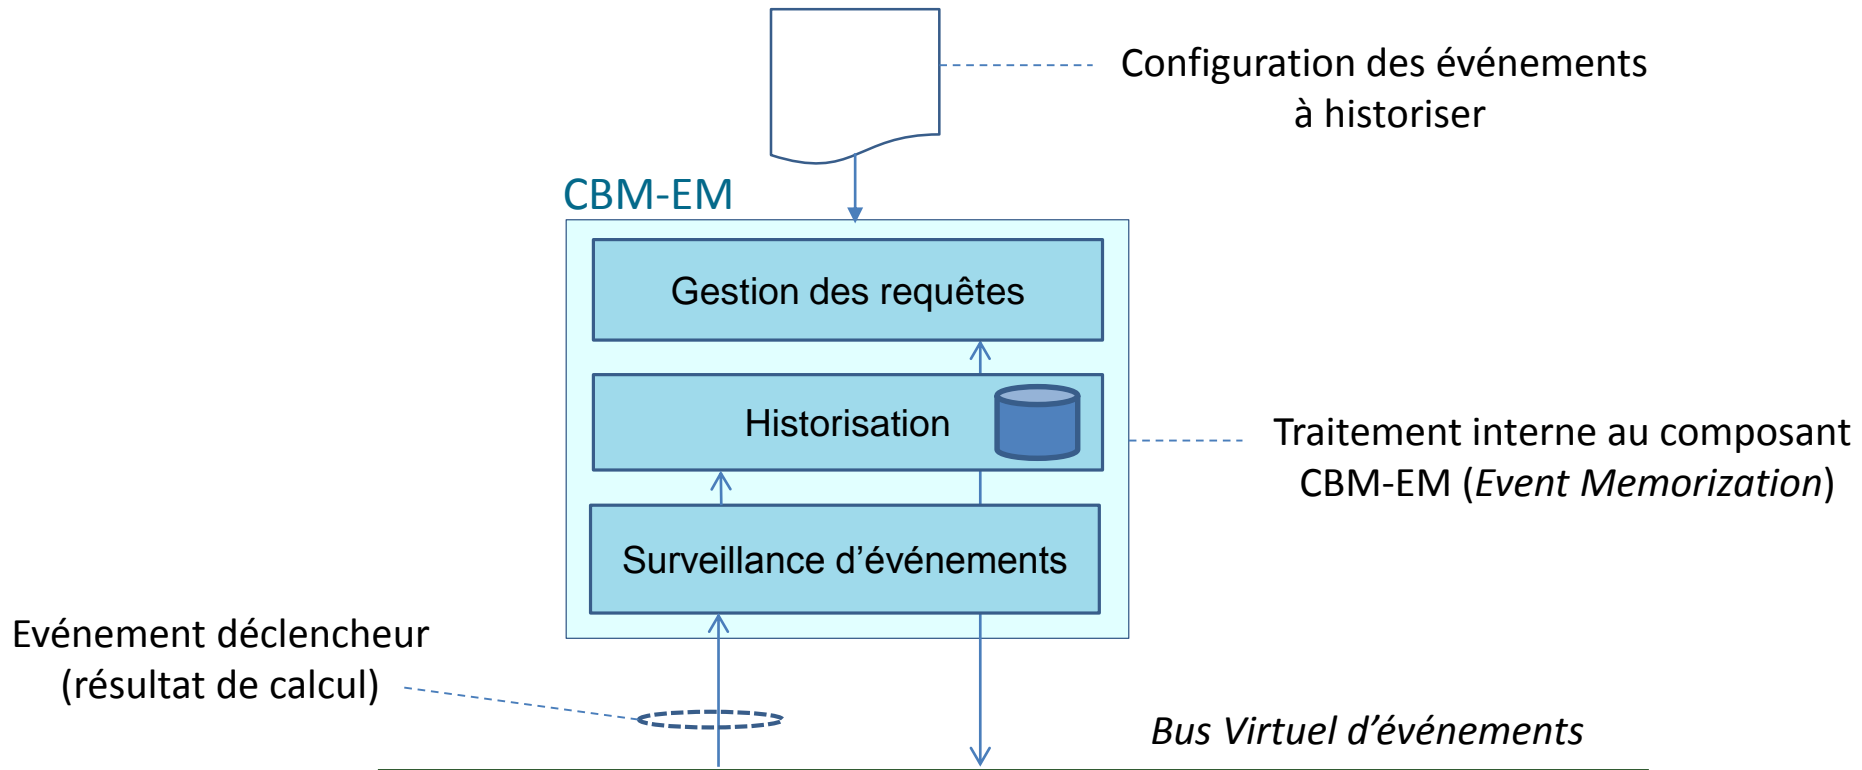 Configuration des événements
à historiser
CBM-EM
Gestion des requêtes
Historisation
Traitement interne au composant
CBM-EM (Event Memorization)
Surveillance d’événements
Evénement déclencheur
(résultat de calcul)
Bus Virtuel d’événements